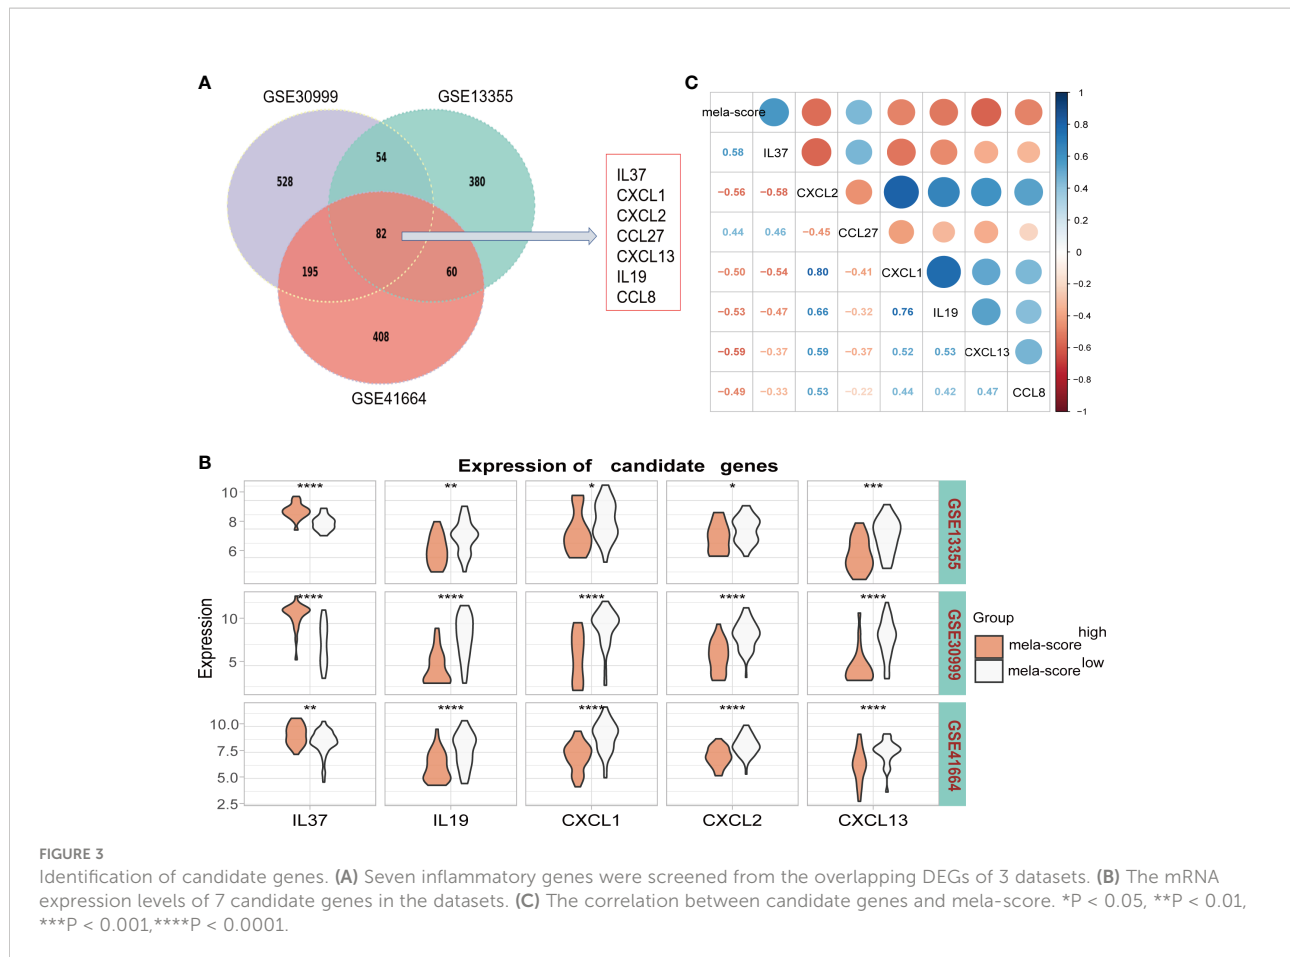 A
GSE30999
GSE13355
54
528
380
82
195
60
408
GSE41664
IL37
CXCL1
CXCL2
CCL27
CXCL13
IL19
CCL8
C
mela-score
0.58 IL37
−0.56 −0.58 CXCL2
0.44 0.46 −0.45 CCL27
−0.50 −0.54 0.80 −0.41 CXCL1
−0.53 −0.47 0.66 −0.32 0.76 IL19
−0.59 −0.37 0.59 −0.37 0.52 0.53 CXCL13
−0.49 −0.33 0.53 −0.22 0.44 0.42 0.47 CCL8
1
0.8
0.6
0.4
0.2
0
−0.2
−0.4
−0.6
−0.8
−1
B
Expression of candidate genes
Expression
10
8
6
**** ** * * ***
GSE13355
10
5
**** **** **** **** ****
GSE30999
10.0
7.5
5.0
2.5
** **** **** **** ****
GSE41664
IL37 IL19 CXCL1 CXCL2 CXCL13
Group
mela-score high
mela-score low
FIGURE 3
Identification of candidate genes. (A) Seven inflammatory genes were screened from the overlapping DEGs of 3 datasets. (B) The mRNA
expression levels of 7 candidate genes in the datasets. (C) The correlation between candidate genes and mela-score. *P < 0.05, **P < 0.01,
***P < 0.001,****P < 0.0001.